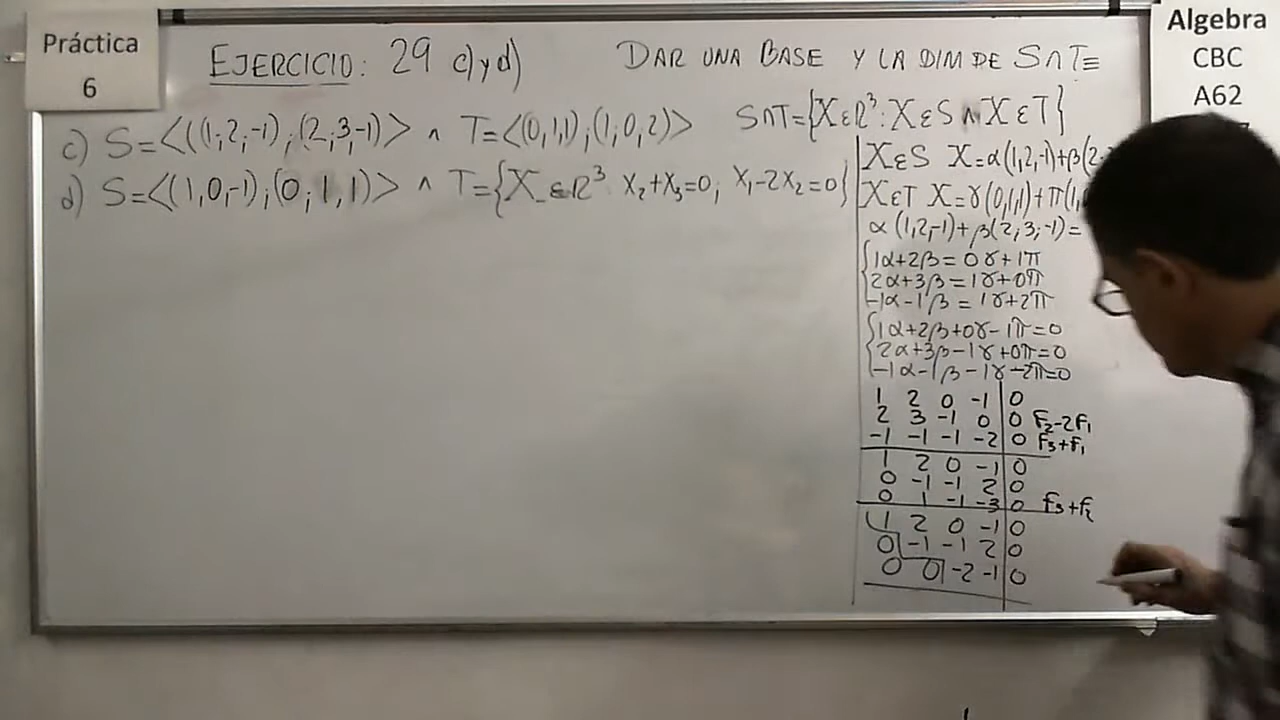 Práctica
6
EJERCICIO: 29 c) y d) DAR UNA BASE Y LA DIM DE S∩T=
Algebra
CBC
A62
c) S=<((1;2;-1);(2;3;-1)> ∧ T=<(0,1,1);(1,0,2)> S∩T={X∈R³:X∈S∧X∈T}
d) S=<(1,0,-1);(0;1,1)> ∧ T={X∈R³ X₂+X₃=0; X₁-2X₂=0}
X∈S X=α(1,2,-1)+β(2
X∈T X=γ(0,1,1)+π(1,
α(1,2,-1)+β(2;3;-1)=
1α+2β=0γ+1π
2α+3β=1γ+0π
-1α-1β=1γ+2π
1α+2β+0γ-1π=0
2α+3β-1γ+0π=0
-1α-1β-1γ-2π=0
1 2 0 -1 0
2 3 -1 0 0 F₂-2F₁
-1 -1 -1 -2 0 F₃+F₁
1 2 0 -1 0
0 -1 -1 2 0
0 1 -1 -3 0 F₃+F₂
1 2 0 -1 0
0 -1 -1 2 0
0 0 -2 -1 0